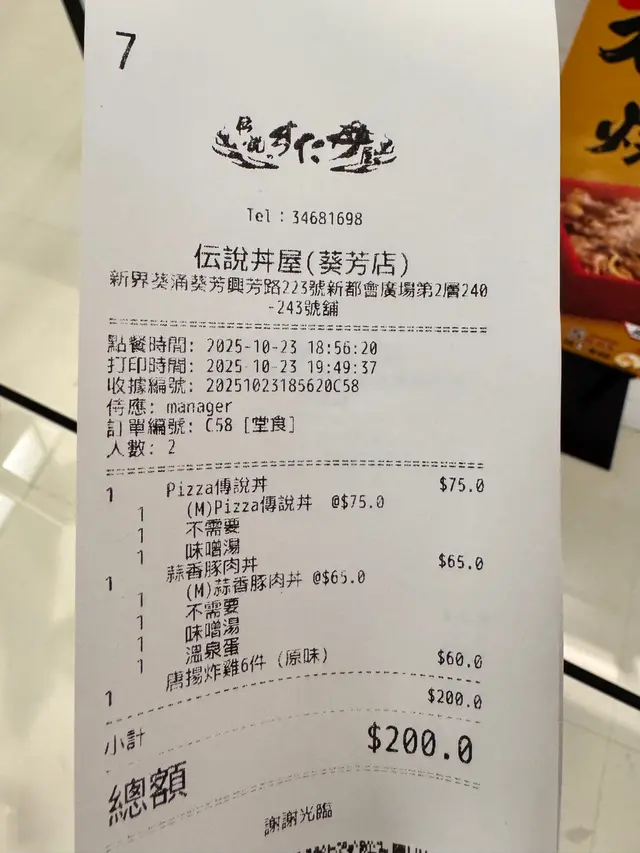 7
伝説丼屋
Tel：34681698
伝說丼屋(葵芳店)
新界葵涌葵芳興芳路223號新都會廣場第2層240
-243號舖
點餐時間: 2025-10-23 18:56:20
打印時間: 2025-10-23 19:49:37
收據編號: 20251023185620C58
侍應: manager
訂單編號: C58 [堂食]
人數: 2
1 Pizza傳說丼 $75.0
1 (M)Pizza傳說丼 @$75.0
1 不需要
1 味噌湯
1 蒜香豚肉丼 $65.0
1 (M)蒜香豚肉丼 @$65.0
1 不需要
1 味噌湯
1 溫泉蛋
1 唐揚炸雞6件 (原味) $60.0
小計 $200.0
總額 $200.0
謝謝光臨